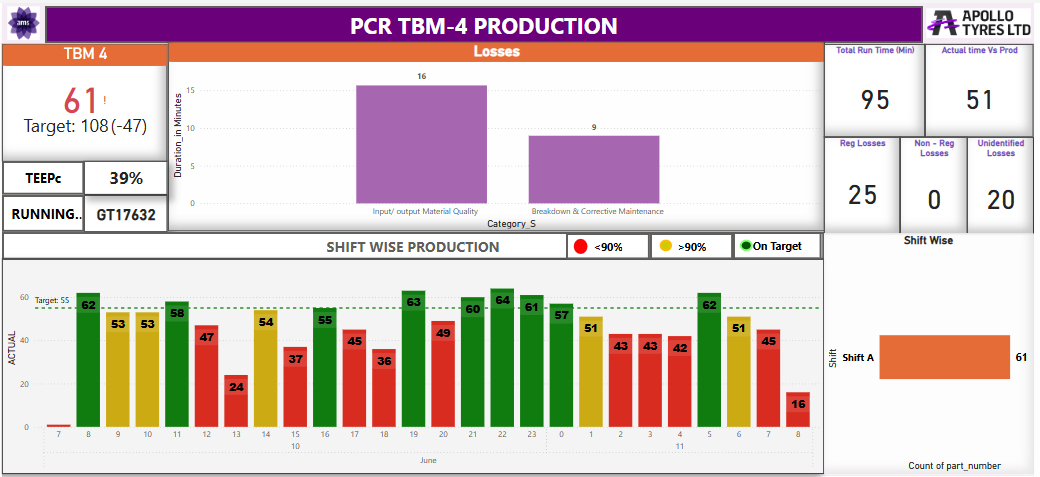 ams
PCR TBM-4 PRODUCTION
APOLLO
TYRES LTD
TBM 4
61!
Target: 108 (-47)
TEEPc
39%
RUNNING..
GT17632
Losses
Duration_in Minutes
15
10
5
0
16
9
Input/ output Material Quality
Breakdown & Corrective Maintenance
Category_S
Total Run Time (Min)
95
Actual time Vs Prod
51
Reg Losses
25
Non - Reg
Losses
0
Unidentified
Losses
20
SHIFT WISE PRODUCTION
<90%
>90%
On Target
ACTUAL
60
40
20
0
Target: 55
62 53 53 58 47 24 54 37 55 45 36 63 49 60 64 61 57 51 43 43 42 62 51 45 16
7 8 9 10 11 12 13 14 15 16 17 18 19 20 21 22 23 0 1 2 3 4 5 6 7 8
10 11
June
Shift Wise
Shift
Shift A
61
Count of part_number